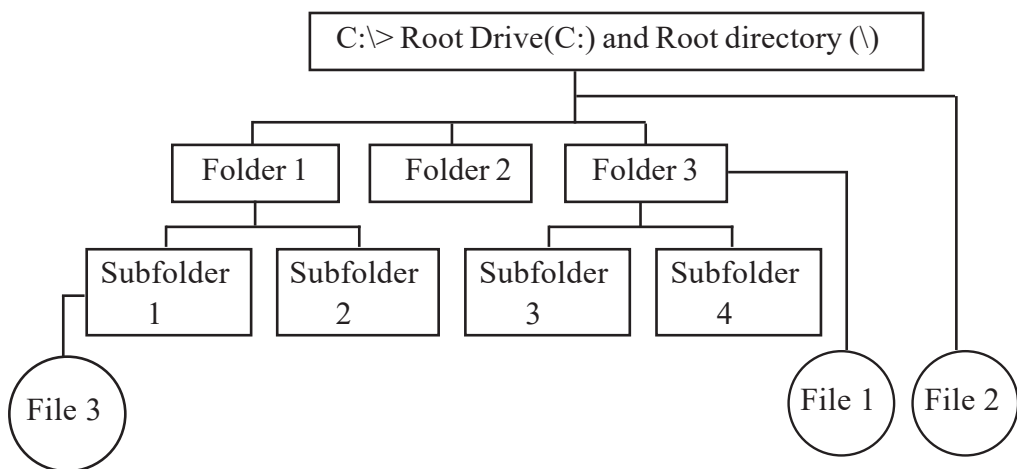 C:\> Root Drive(C:) and Root directory (\)
Folder 1
Folder 2
Folder 3
Subfolder
1
Subfolder
2
Subfolder
3
Subfolder
4
File 3
File 1
File 2